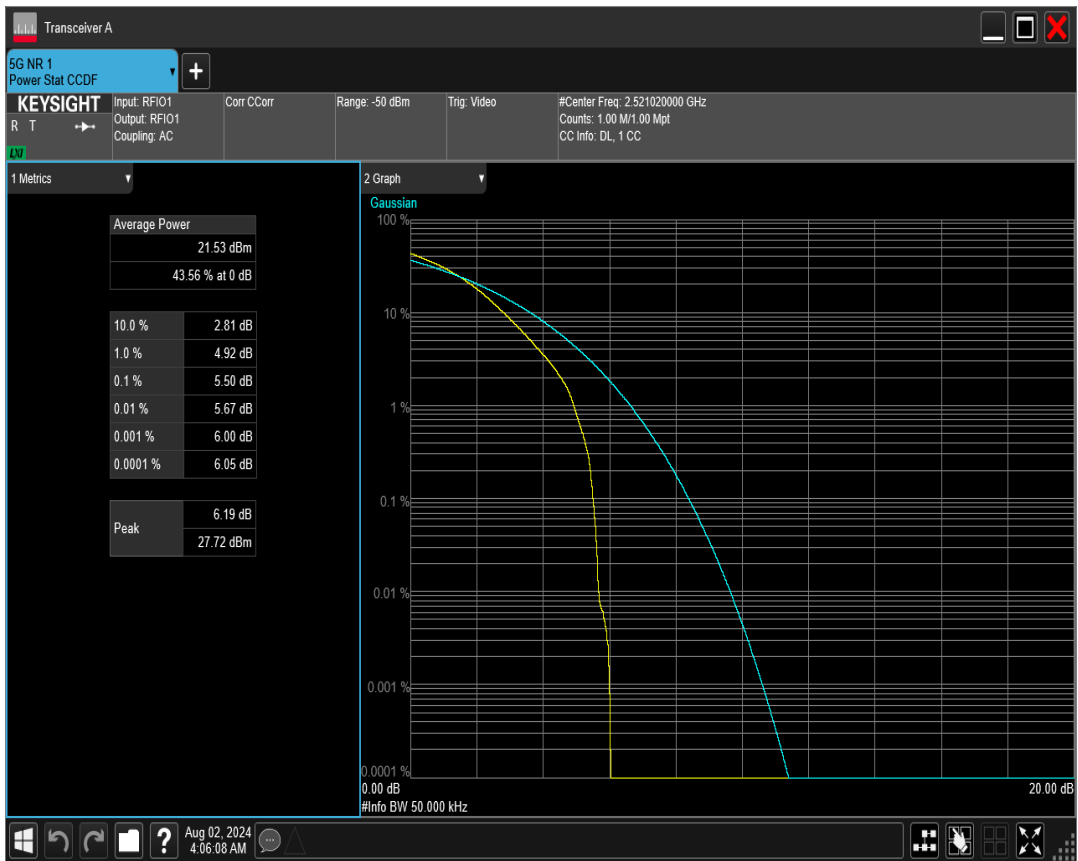 Transceiver A
5G NR 1
Power Stat CCDF
+
KEYSIGHT
R T
LXI
Input: RFIO1
Output: RFIO1
Coupling: AC
Corr CCorr
Range: -50 dBm
Trig: Video
#Center Freq: 2.521020000 GHz
Counts: 1.00 M/1.00 Mpt
CC Info: DL, 1 CC
1 Metrics
Average Power
21.53 dBm
43.56 % at 0 dB
10.0 % 2.81 dB
1.0 % 4.92 dB
0.1 % 5.50 dB
0.01 % 5.67 dB
0.001 % 6.00 dB
0.0001 % 6.05 dB
Peak
6.19 dB
27.72 dBm
2 Graph
Gaussian
100 %
10 %
1 %
0.1 %
0.01 %
0.001 %
0.0001 %
0.00 dB 20.00 dB
#Info BW 50.000 kHz
?
Aug 02, 2024
4:06:08 AM